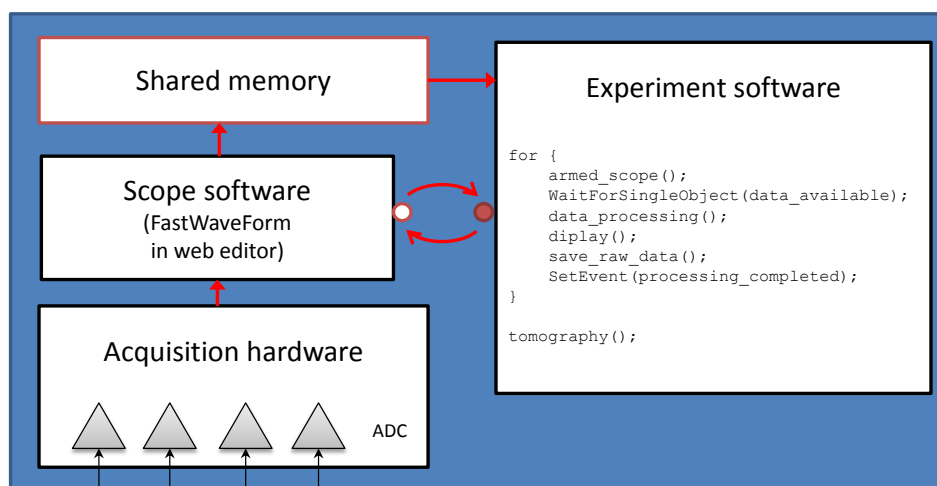 Shared memory
Scope software
(FastWaveForm
in web editor)
Acquisition hardware
ADC
Experiment software
for {
    armed_scope();
    WaitForSingleObject(data_available);
    data_processing();
    diplay();
    save_raw_data();
    SetEvent(processing_completed);
}
tomography();